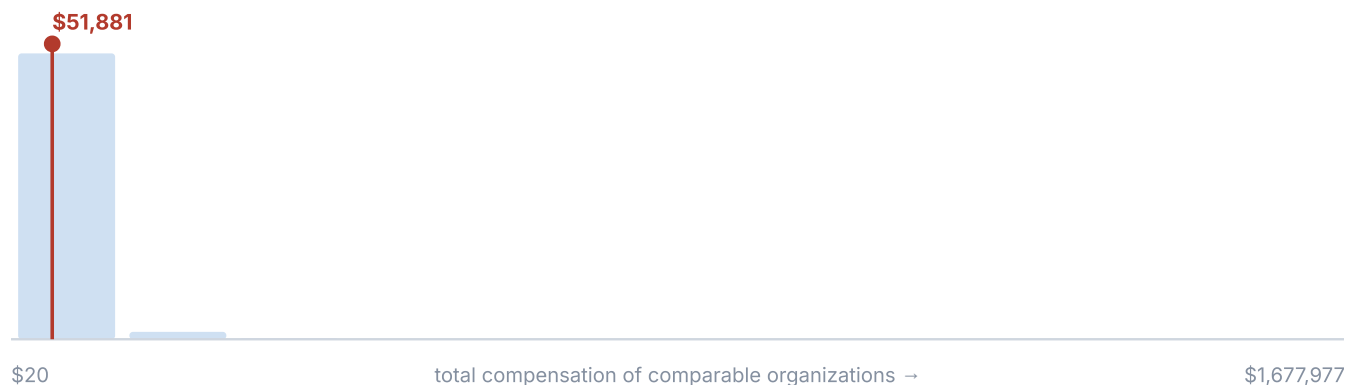 $51,881
$20 total compensation of comparable organizations → $1,677,977